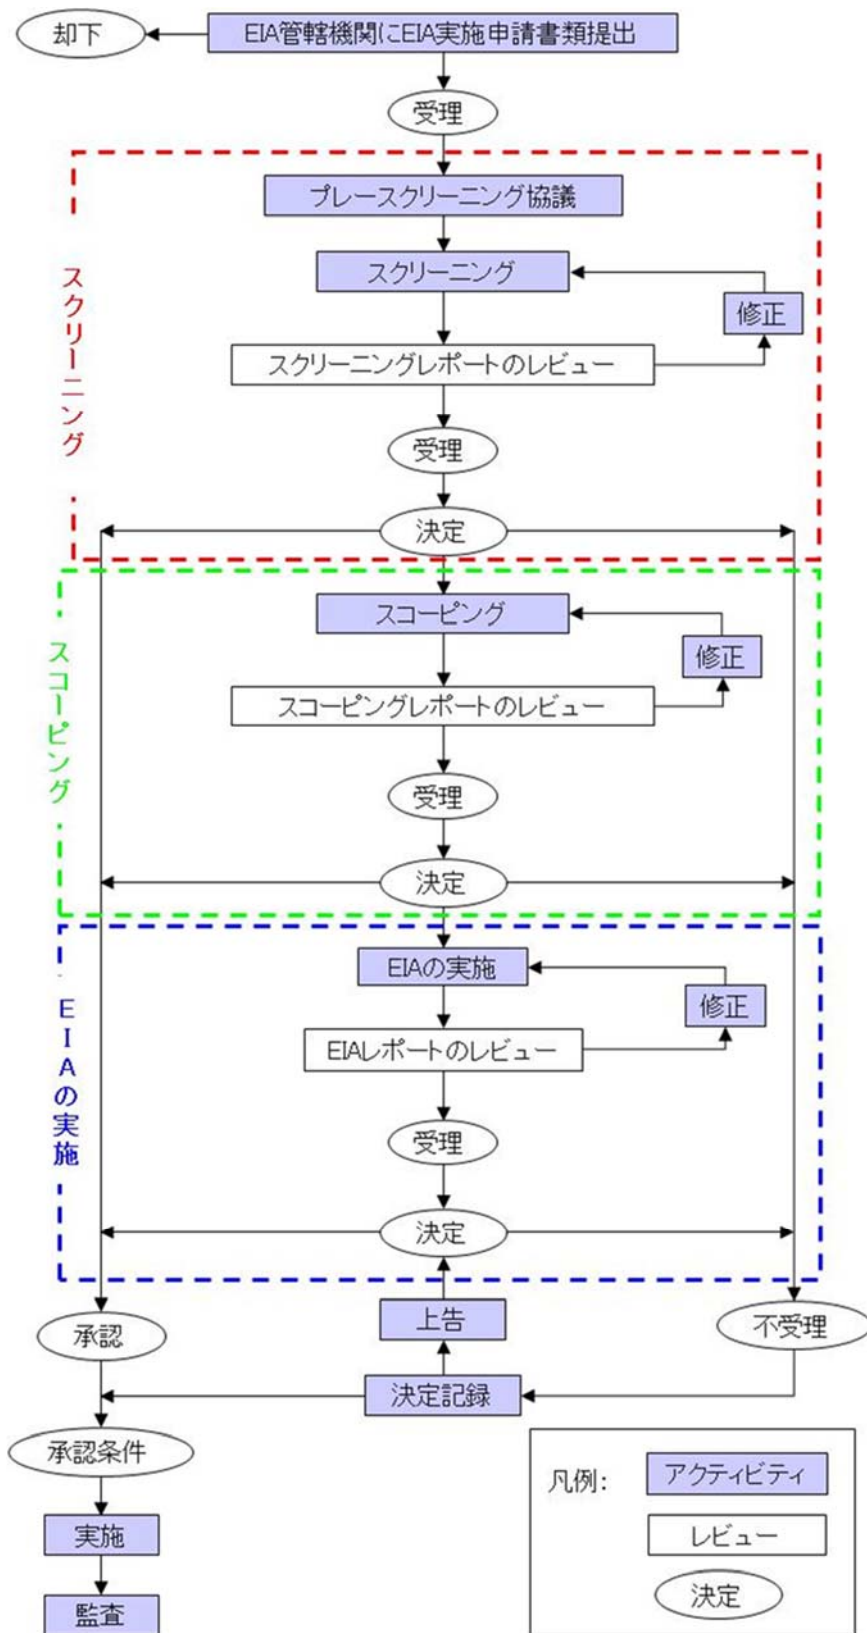 却下
EIA管轄機関にEIA実施申請書類提出
受理
プレースクリーニング協議
スクリーニング
スクリーニング
修正
スクリーニングレポートのレビュー
受理
決定
スコーピング
スコーピング
修正
スコーピングレポートのレビュー
受理
決定
EIAの実施
EIAの実施
修正
EIAレポートのレビュー
受理
決定
承認
上告
不受理
決定記録
承認条件
実施
監査
凡例:
アクティビティ
レビュー
決定